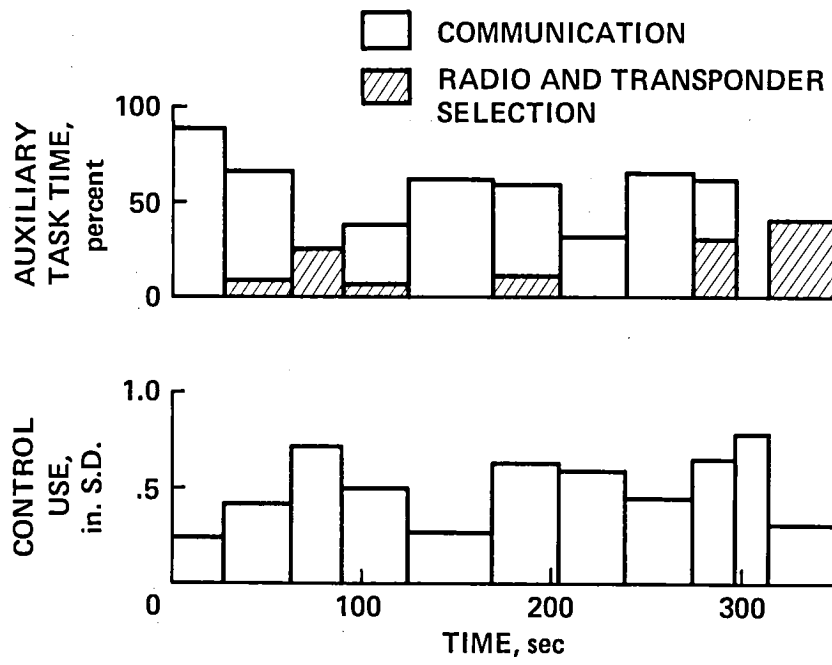 COMMUNICATION
RADIO AND TRANSPONDER
SELECTION
AUXILIARY
TASK TIME,
percent
100
50
0
CONTROL
USE,
in. S.D.
1.0
.5
0
100
200
300
TIME, sec